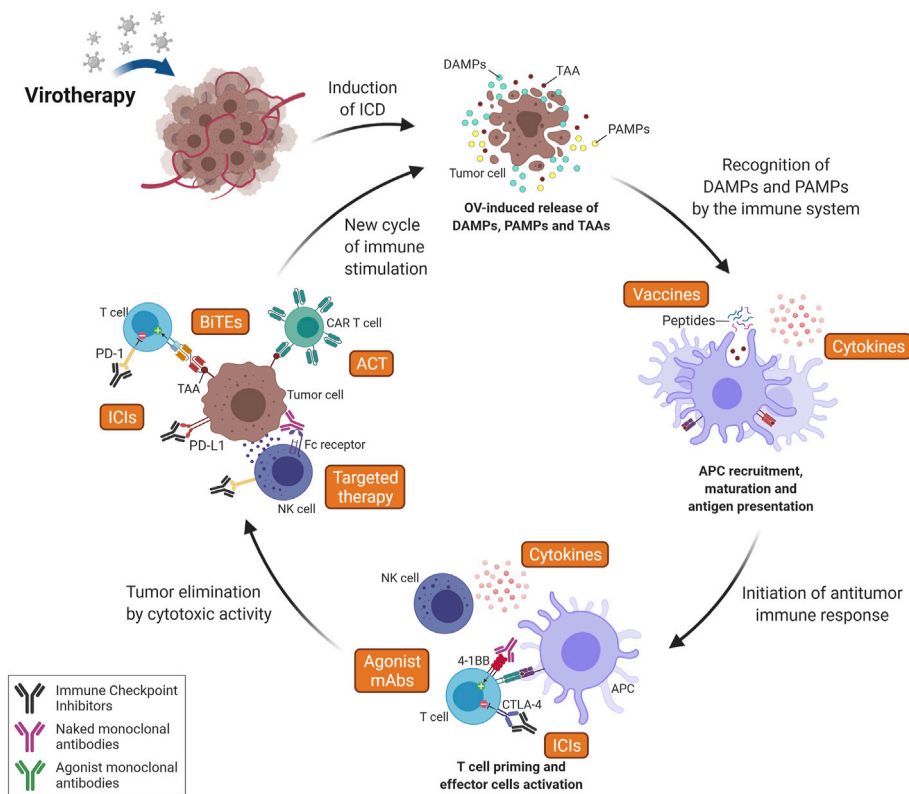 Virotherapy
Induction
of ICD
DAMPs
TAA
PAMPs
Tumor cell
OV-induced release of
DAMPs, PAMPs and TAAs
Recognition of
DAMPs and PAMPs
by the immune system
New cycle
of immune
stimulation
Vaccines
Peptides
Cytokines
APC recruitment,
maturation and
antigen presentation
T cell
BiTEs
CAR T cell
PD-1
ACT
TAA
Tumor cell
ICIs
PD-L1
Fc receptor
Targeted
therapy
NK cell
Initiation of antitumor
immune response
Tumor elimination
by cytotoxic activity
Cytokines
NK cell
Agonist
mAbs
4-1BB
APC
T cell
CTLA-4
ICIs
T cell priming and
effector cells activation
Immune Checkpoint
Inhibitors
Naked monoclonal
antibodies
Agonist monoclonal
antibodies